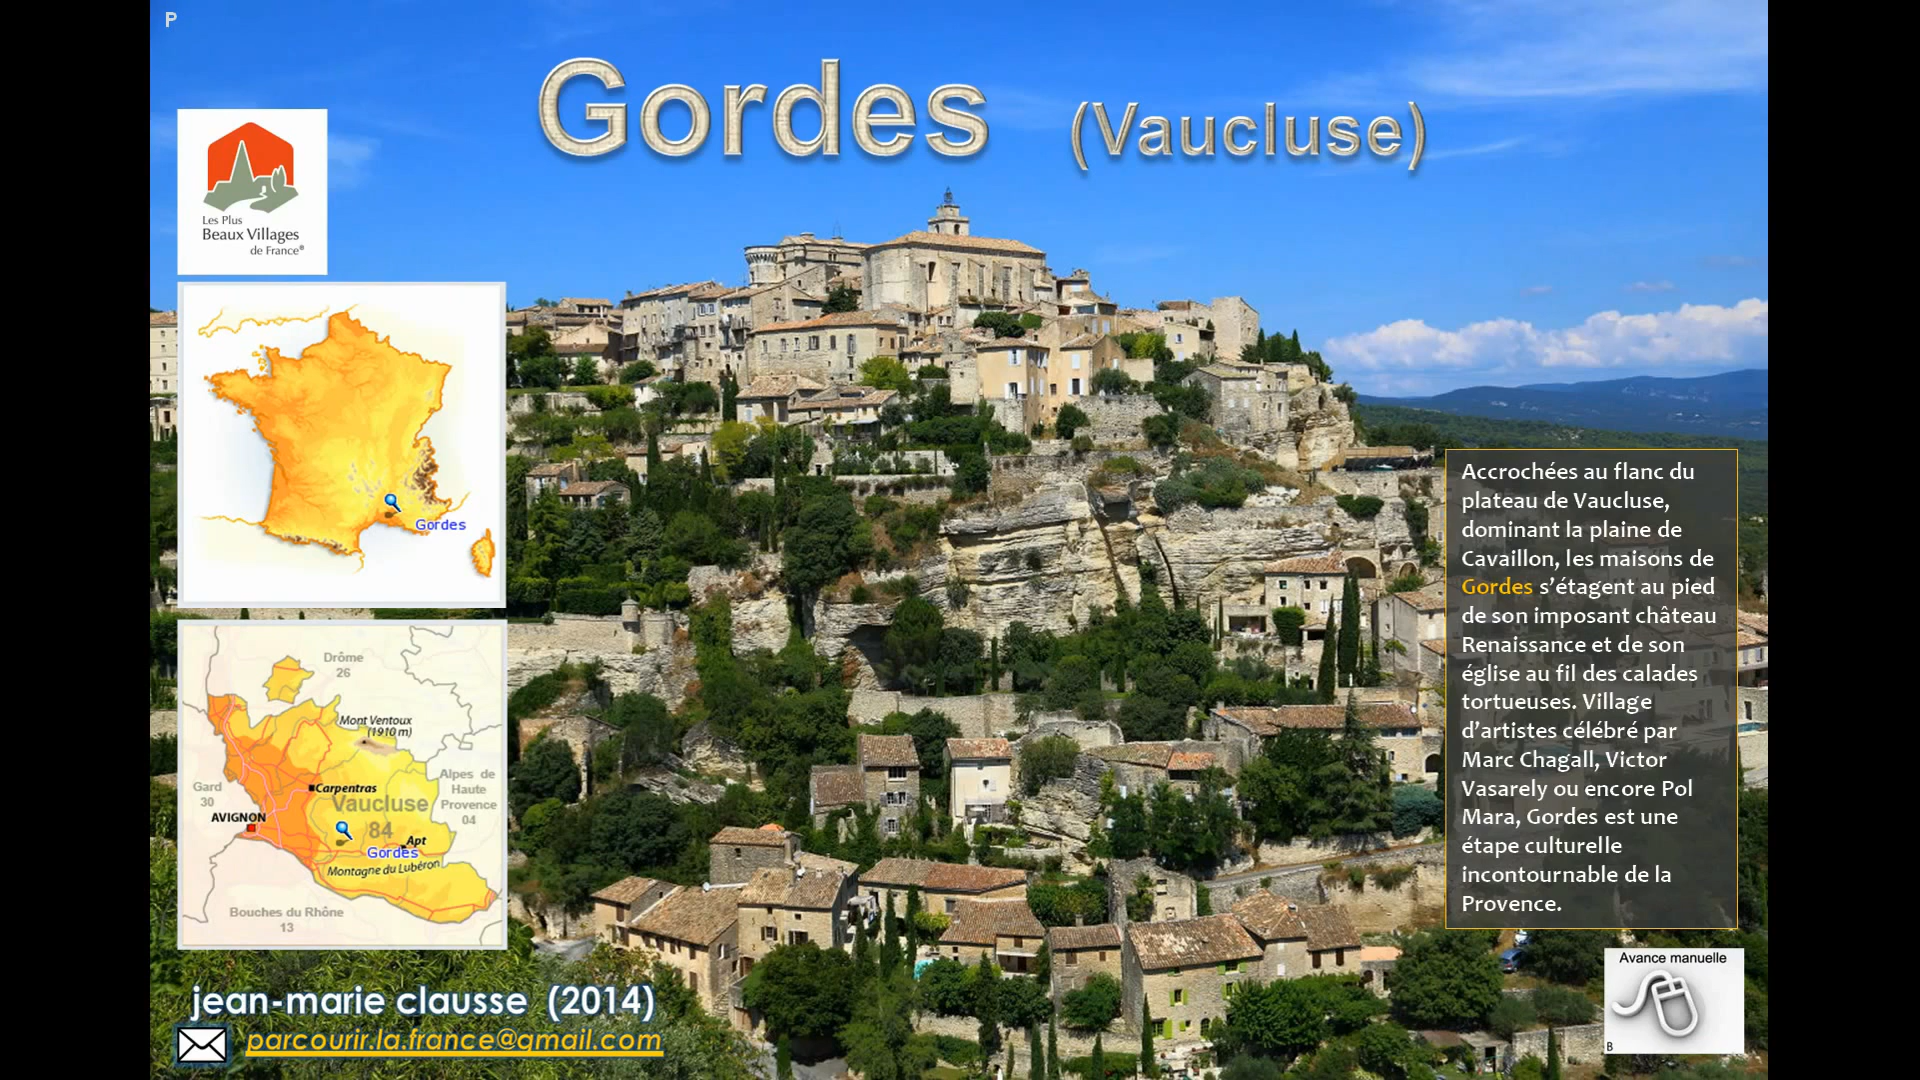 P
Gordes (Vaucluse)
Les Plus
Beaux Villages
de France®
Gordes
Drôme
26
Mont Ventoux
(1910 m)
Alpes de
Haute
Provence
04
Gard
30
Carpentras
Vaucluse
84
AVIGNON
Apt
Gordes
Montagne du Lubéron
Bouches du Rhône
13
Accrochées au flanc du
plateau de Vaucluse,
dominant la plaine de
Cavaillon, les maisons de
Gordes s’étagent au pied
de son imposant château
Renaissance et de son
église au fil des calades
tortueuses. Village
d’artistes célébré par
Marc Chagall, Victor
Vasarely ou encore Pol
Mara, Gordes est une
étape culturelle
incontournable de la
Provence.
jean-marie clausse (2014)
parcourir.la.france@gmail.com
Avance manuelle
B